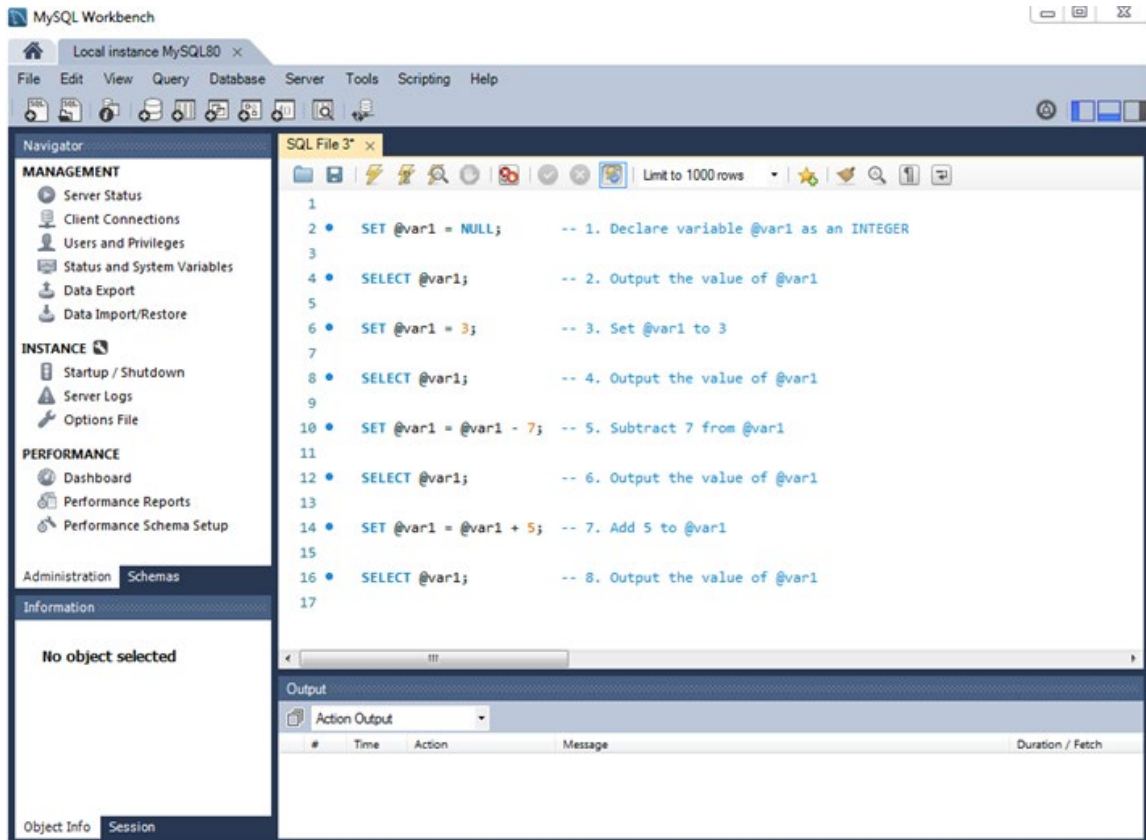 MySQL Workbench
Local instance MySQL80 ×
File Edit View Query Database Server Tools Scripting Help
Navigator
MANAGEMENT
Server Status
Client Connections
Users and Privileges
Status and System Variables
Data Export
Data Import/Restore
INSTANCE
Startup / Shutdown
Server Logs
Options File
PERFORMANCE
Dashboard
Performance Reports
Performance Schema Setup
Administration Schemas
Information
No object selected
Object Info Session
SQL File 3* ×
Limit to 1000 rows
1
2 SET @var1 = NULL; -- 1. Declare variable @var1 as an INTEGER
3
4 SELECT @var1; -- 2. Output the value of @var1
5
6 SET @var1 = 3; -- 3. Set @var1 to 3
7
8 SELECT @var1; -- 4. Output the value of @var1
9
10 SET @var1 = @var1 - 7; -- 5. Subtract 7 from @var1
11
12 SELECT @var1; -- 6. Output the value of @var1
13
14 SET @var1 = @var1 + 5; -- 7. Add 5 to @var1
15
16 SELECT @var1; -- 8. Output the value of @var1
17
Output
Action Output
# Time Action Message Duration / Fetch